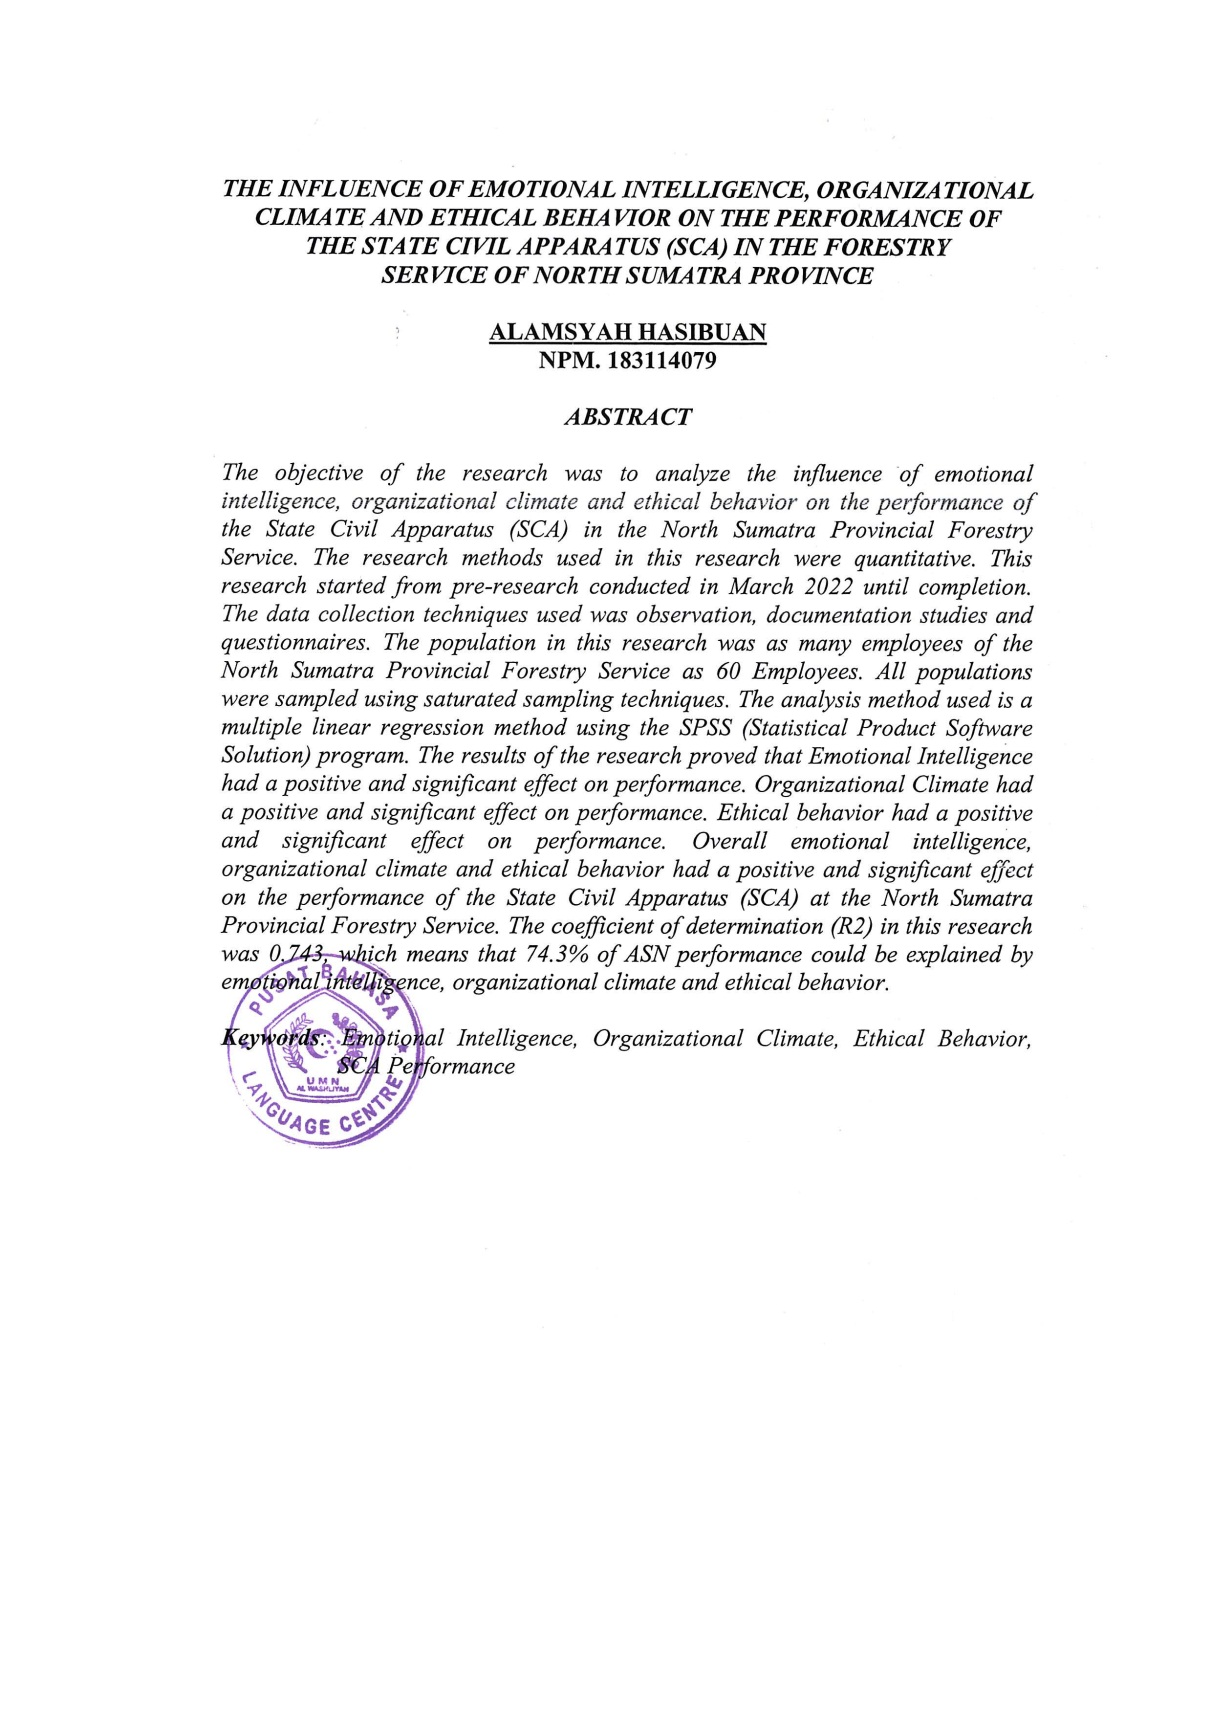 THE INFLUENCE OF EMOTIONAL INTELLIGENCE, ORGANIZATIONAL
CLIMATE AND ETHICAL BEHAVIOR ON THE PERFORMANCE OF
THE STATE CIVIL APPARATUS (SCA) IN THE FORESTRY
SERVICE OF NORTH SUMATRA PROVINCE
ALAMSYAH HASIBUAN
NPM. 183114079
ABSTRACT
The objective of the research was to analyze the influence of emotional
intelligence, organizational climate and ethical behavior on the performance of
the State Civil Apparatus (SCA) in the North Sumatra Provincial Forestry
Service. The research methods used in this research were quantitative. This
research started from pre-research conducted in March 2022 until completion.
The data collection techniques used was observation, documentation studies and
questionnaires. The population in this research was as many employees of the
North Sumatra Provincial Forestry Service as 60 Employees. All populations
were sampled using saturated sampling techniques. The analysis method used is a
multiple linear regression method using the SPSS (Statistical Product Software
Solution) program. The results of the research proved that Emotional Intelligence
had a positive and significant effect on performance. Organizational Climate had
a positive and significant effect on performance. Ethical behavior had a positive
and significant effect on performance. Overall emotional intelligence,
organizational climate and ethical behavior had a positive and significant effect
on the performance of the State Civil Apparatus (SCA) at the North Sumatra
Provincial Forestry Service. The coefficient of determination (R2) in this research
was 0.743, which means that 74.3% of ASN performance could be explained by
emotional intelligence, organizational climate and ethical behavior.
Keywords: Emotional Intelligence, Organizational Climate, Ethical Behavior,
SCA Performance
PUSAT BAHASA
UMN
AL WASHLIYAH
LANGUAGE CENTRE